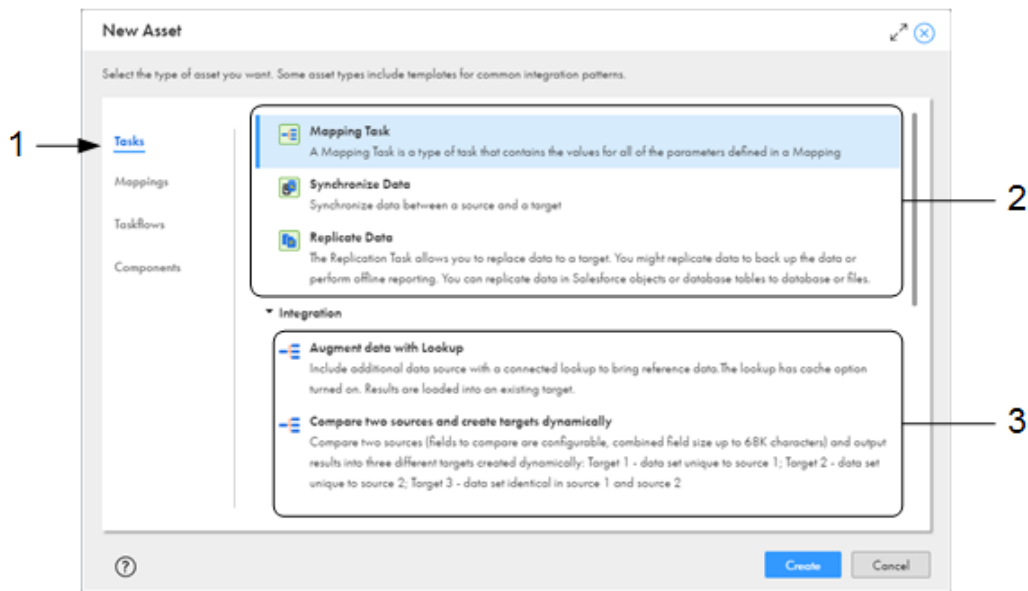 New Asset
Select the type of asset you want. Some asset types include templates for common integration patterns.
1
Tasks
Mappings
Taskflows
Components
Mapping Task
A Mapping Task is a type of task that contains the values for all of the parameters defined in a Mapping
Synchronize Data
Synchronize data between a source and a target
Replicate Data
The Replication Task allows you to replace data to a target. You might replicate data to back up the data or
perform offline reporting. You can replicate data in Salesforce objects or database tables to database or files.
2
Integration
Augment data with Lookup
Include additional data source with a connected lookup to bring reference data.The lookup has cache option
turned on. Results are loaded into an existing target.
Compare two sources and create targets dynamically
Compare two sources (fields to compare are configurable, combined field size up to 68K characters) and output
results into three different targets created dynamically: Target 1 - data set unique to source 1; Target 2 - data set
unique to source 2; Target 3 - data set identical in source 1 and source 2
3
?
Create
Cancel